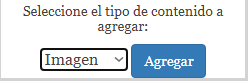 Seleccione el tipo de contenido a
agregar:
Imagen Agregar